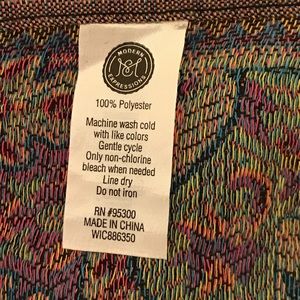 MODERN
EXPRESSIONS
100% Polyester
Machine wash cold
with like colors
Gentle cycle
Only non-chlorine
bleach when needed
Line dry
Do not iron
RN #95300
MADE IN CHINA
WIC886350